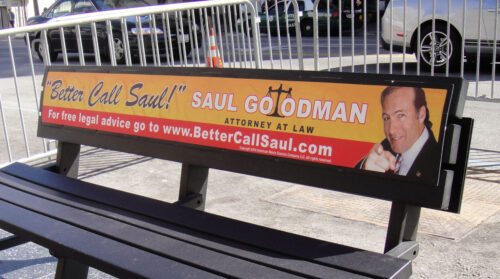 "Better Call Saul!" SAUL GOODMAN
ATTORNEY AT LAW
For free legal advice go to www.BetterCallSaul.com